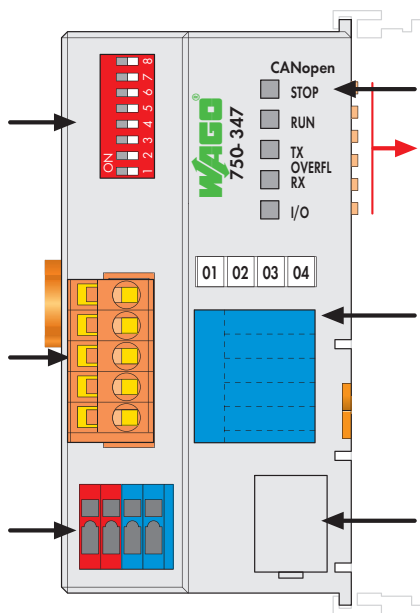 ON
1 2 3 4 5 6 7 8
WAGO®
750-347
CANopen
STOP
RUN
TX
OVERFL
RX
I/O
01 02 03 04